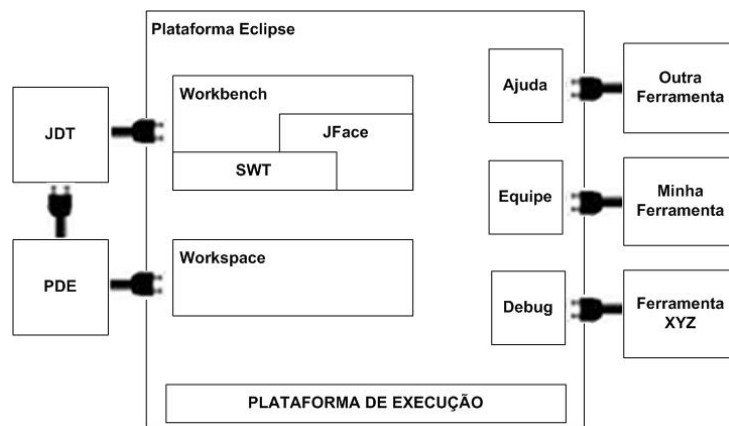 Plataforma Eclipse
JDT
PDE
Workbench
JFace
SWT
Workspace
Ajuda
Equipe
Debug
Outra
Ferramenta
Minha
Ferramenta
Ferramenta
XYZ
PLATAFORMA DE EXECUÇÃO